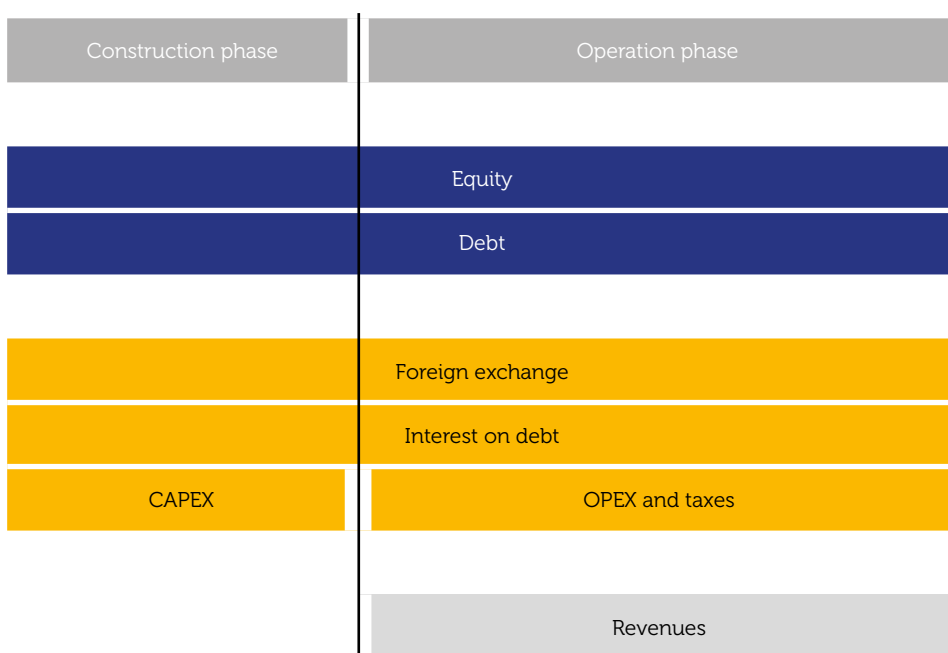 Construction phase
Operation phase
Equity
Debt
Foreign exchange
Interest on debt
CAPEX
OPEX and taxes
Revenues